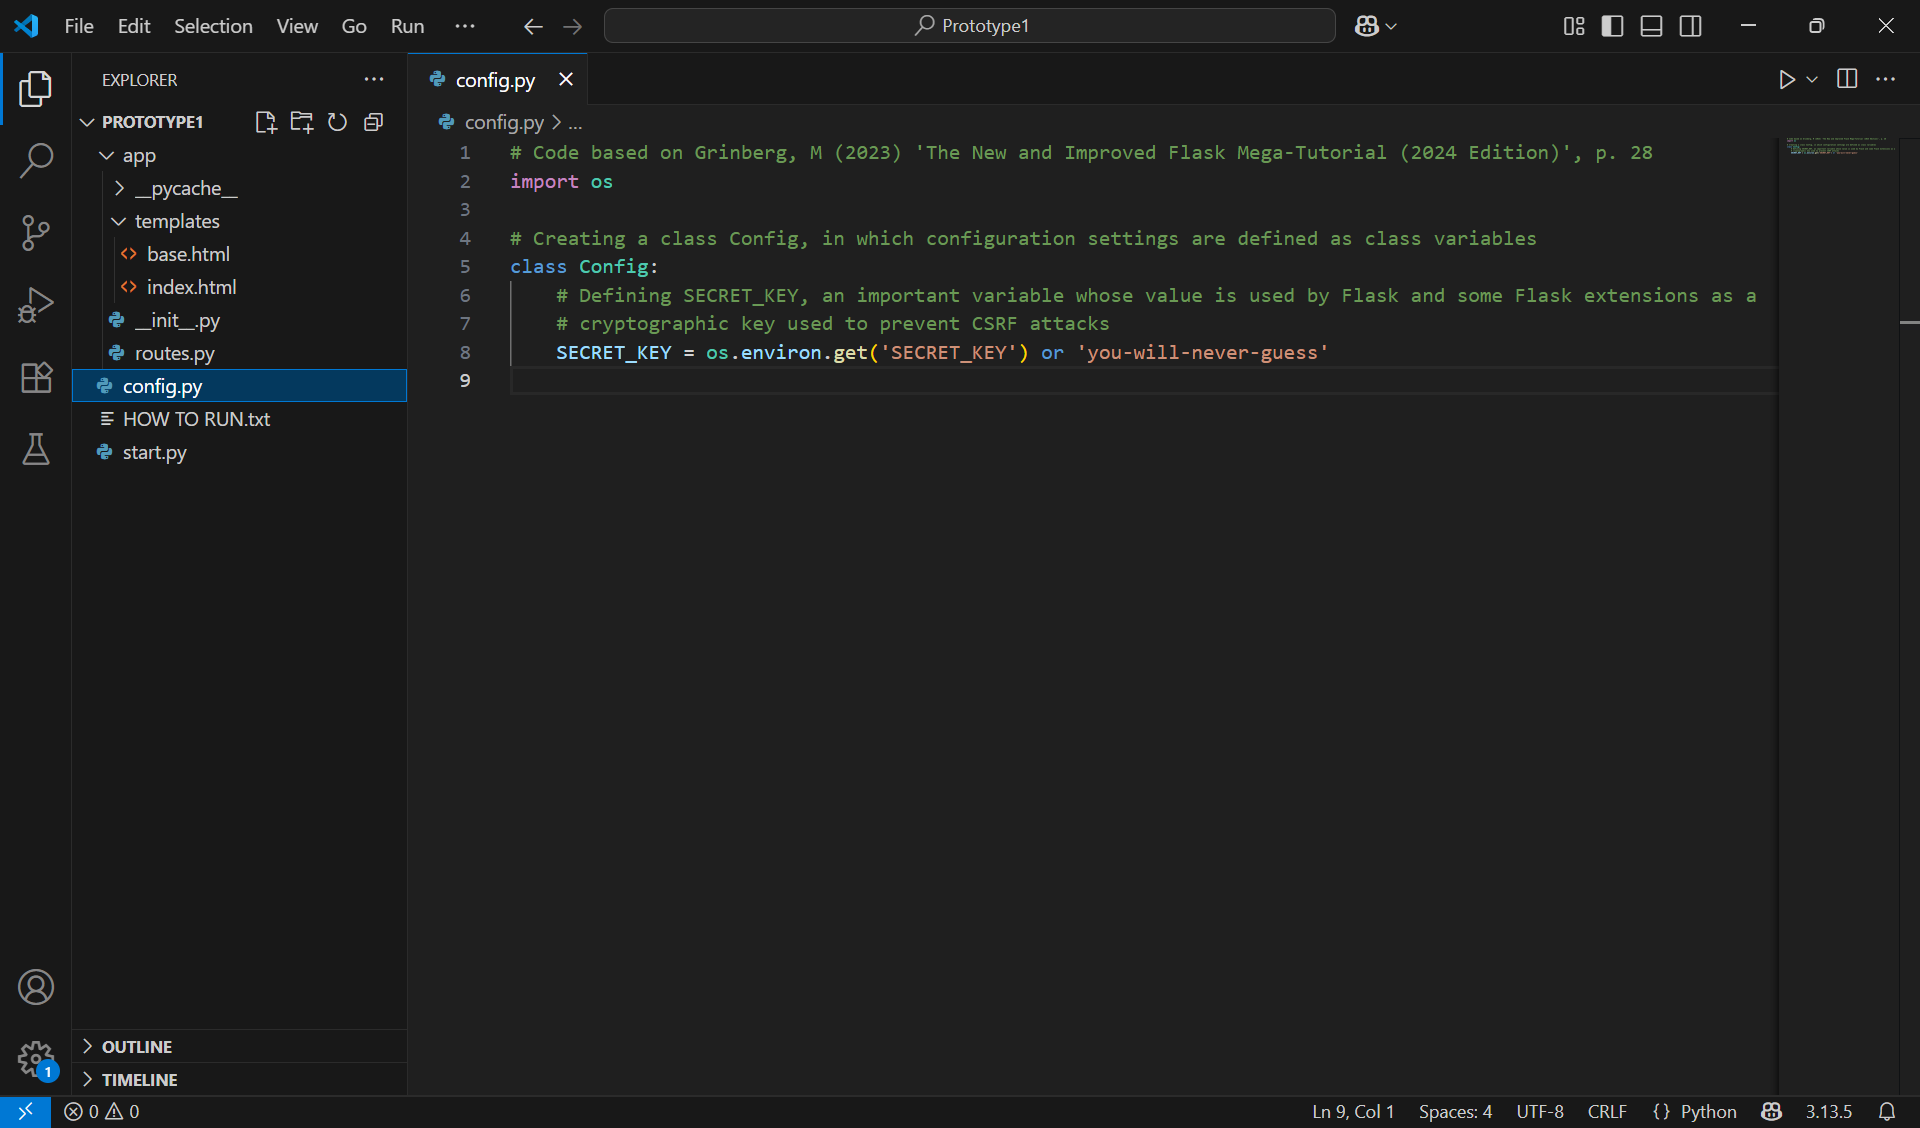 File Edit Selection View Go Run ...
Prototype1
EXPLORER
PROTOTYPE1
app
__pycache__
templates
base.html
index.html
__init__.py
routes.py
config.py
HOW TO RUN.txt
start.py
OUTLINE
TIMELINE
config.py
config.py > ...
1 # Code based on Grinberg, M (2023) 'The New and Improved Flask Mega-Tutorial (2024 Edition)', p. 28
2 import os
3
4 # Creating a class Config, in which configuration settings are defined as class variables
5 class Config:
6 # Defining SECRET_KEY, an important variable whose value is used by Flask and some Flask extensions as a
7 # cryptographic key used to prevent CSRF attacks
8 SECRET_KEY = os.environ.get('SECRET_KEY') or 'you-will-never-guess'
9
1
0 0
Ln 9, Col 1 Spaces: 4 UTF-8 CRLF {} Python 3.13.5